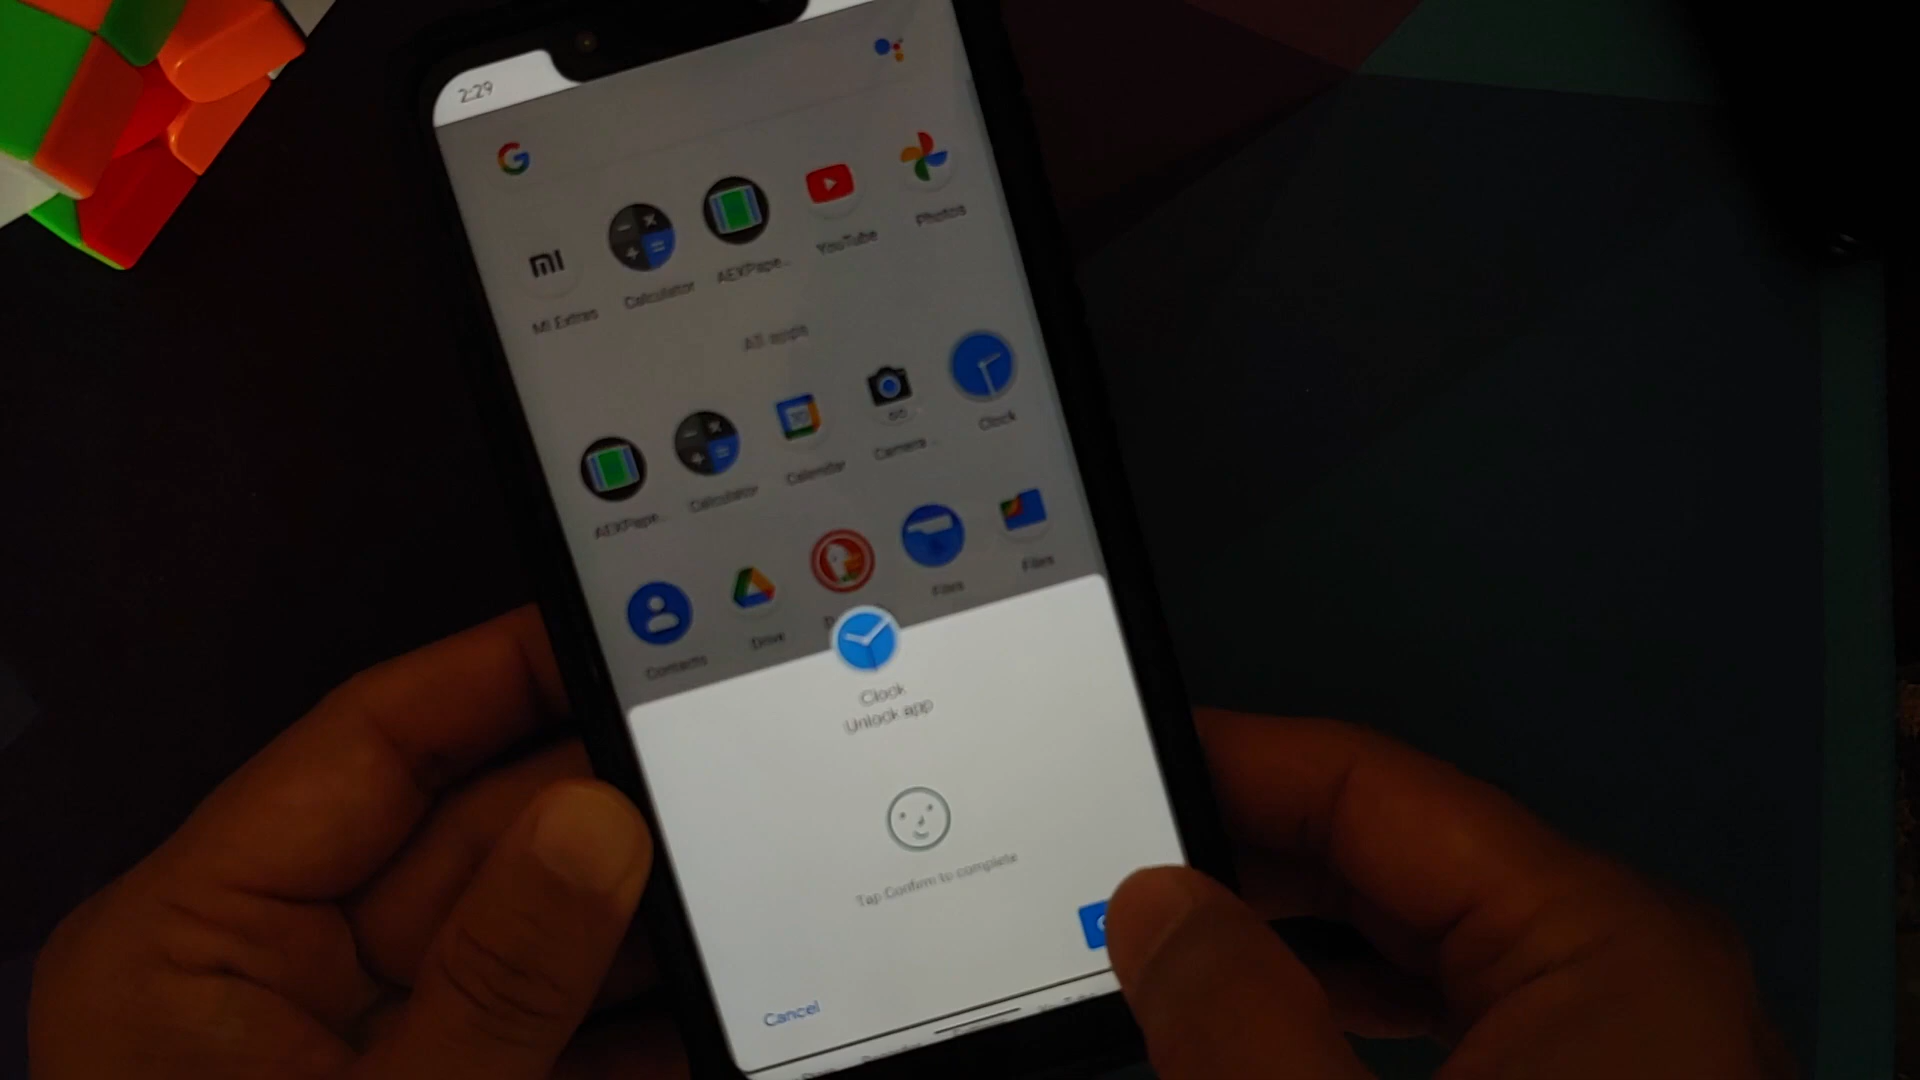 2:29
MI
Mi Extras
Calculator
AEXPape...
YouTube
Photos
All apps
AEXPape...
Calculator
Calendar
Camera ...
Clock
Contacts
Drive
Files
Files
Clock
Unlock app
Tap Confirm to complete
Cancel